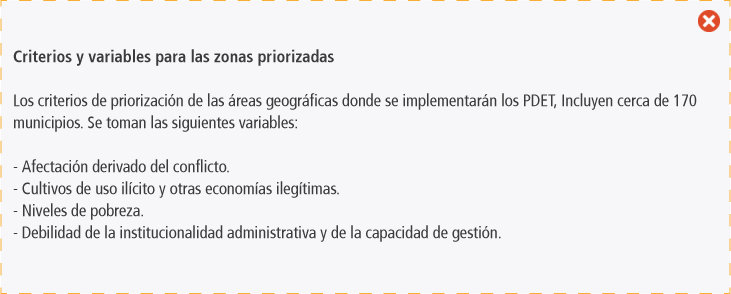 Criterios y variables para las zonas priorizadas
Los criterios de priorización de las áreas geográficas donde se implementarán los PDET, Incluyen cerca de 170
municipios. Se toman las siguientes variables:
- Afectación derivado del conflicto.
- Cultivos de uso ilícito y otras economías ilegítimas.
- Niveles de pobreza.
- Debilidad de la institucionalidad administrativa y de la capacidad de gestión.